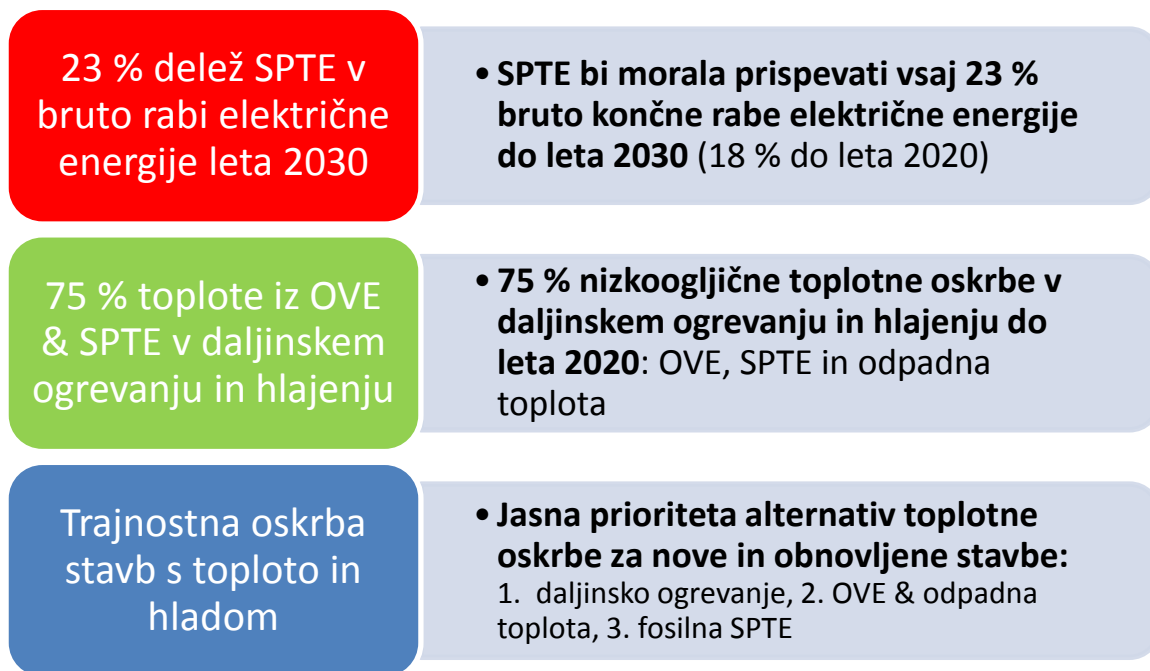 23 % delež SPTE v
bruto rabi električne
energije leta 2030
• SPTE bi morala prispevati vsaj 23 %
bruto končne rabe električne energije
do leta 2030 (18 % do leta 2020)
75 % toplote iz OVE
& SPTE v daljinskem
ogrevanju in hlajenju
• 75 % nizkoogljične toplotne oskrbe v
daljinskem ogrevanju in hlajenju do
leta 2020: OVE, SPTE in odpadna
toplota
Trajnostna oskrba
stavb s toploto in
hladom
• Jasna prioriteta alternativ toplotne
oskrbe za nove in obnovljene stavbe:
1. daljinsko ogrevanje, 2. OVE & odpadna
toplota, 3. fosilna SPTE